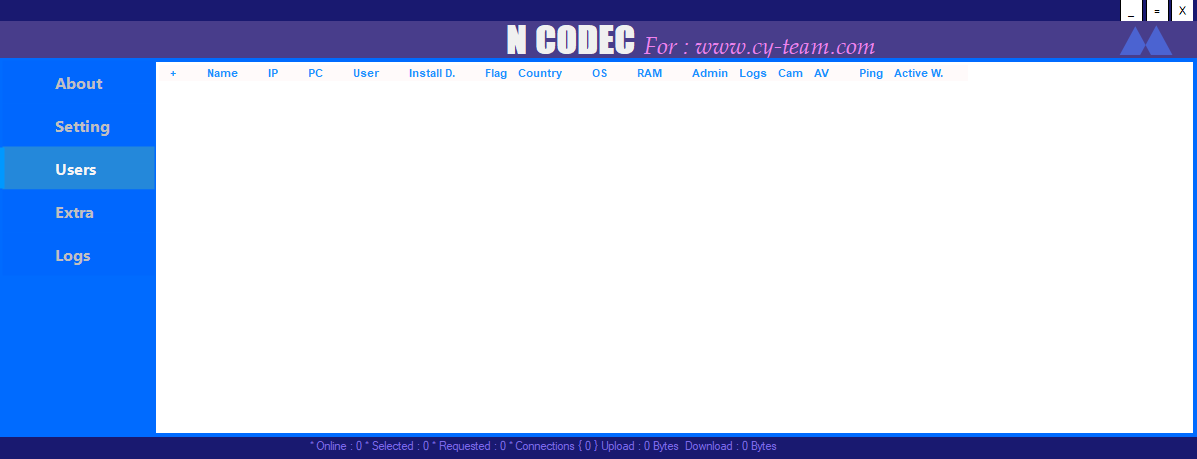 _ = X
N CODEC For : www.cy-team.com
+ Name IP PC User Install D. Flag Country OS RAM Admin Logs Cam AV Ping Active W.
About
Setting
Users
Extra
Logs
* Online : 0 * Selected : 0 * Requested : 0 * Connections { 0 } Upload : 0 Bytes Download : 0 Bytes